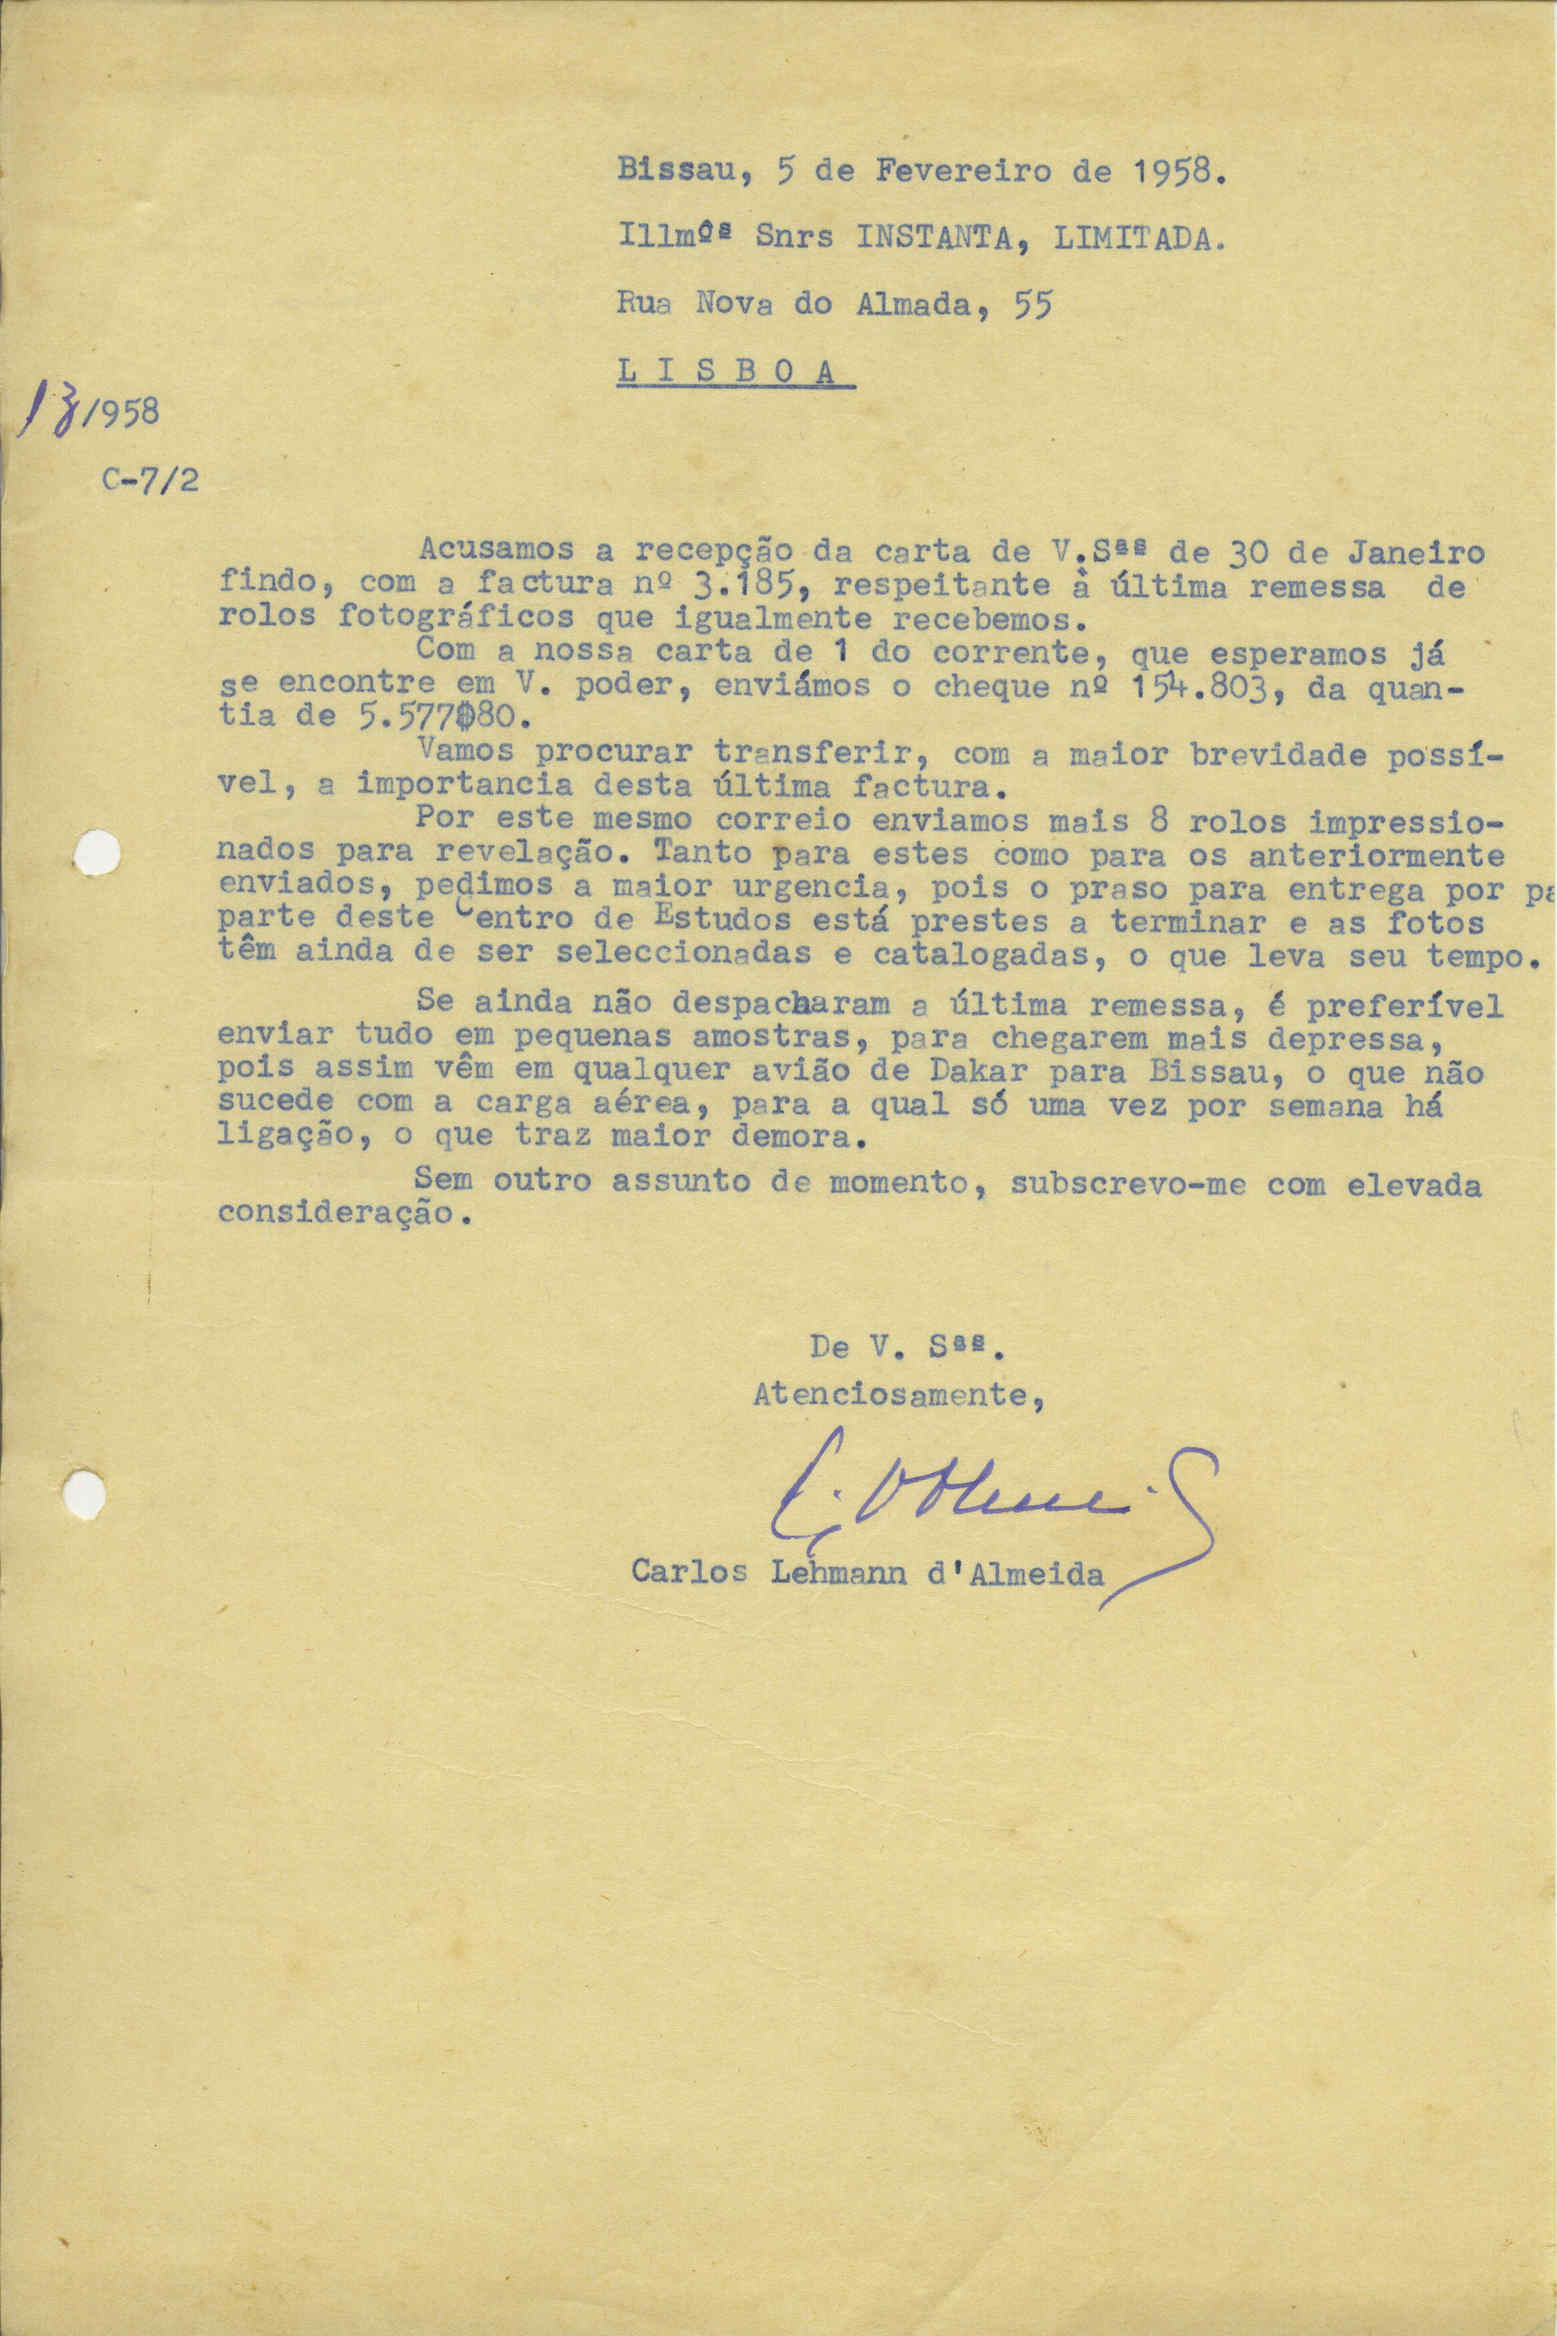 Bissau, 5 de Fevereiro de 1958.
Illmºs Snrs INSTANTA, LIMITADA.
Rua Nova do Almada, 55
L I S B O A
13/958
C-7/2
Acusamos a recepção da carta de V.Sªs de 30 de Janeiro
findo, com a factura nº 3.185, respeitante à última remessa de
rolos fotográficos que igualmente recebemos.
Com a nossa carta de 1 do corrente, que esperamos já
se encontre em V. poder, enviámos o cheque nº 154.803, da quan-
tia de 5.577$80.
Vamos procurar transferir, com a maior brevidade possí-
vel, a importancia desta última factura.
Por este mesmo correio enviamos mais 8 rolos impressio-
nados para revelação. Tanto para estes como para os anteriormente
enviados, pedimos a maior urgencia, pois o praso para entrega por pa
parte deste Centro de Estudos está prestes a terminar e as fotos
têm ainda de ser seleccionadas e catalogadas, o que leva seu tempo.
Se ainda não despacharam a última remessa, é preferível
enviar tudo em pequenas amostras, para chegarem mais depressa,
pois assim vêm em qualquer avião de Dakar para Bissau, o que não
sucede com a carga aérea, para a qual só uma vez por semana há
ligação, o que traz maior demora.
Sem outro assunto de momento, subscrevo-me com elevada
consideração.
De V. Sªs.
Atenciosamente,
Carlos Lehmann d'Almeida